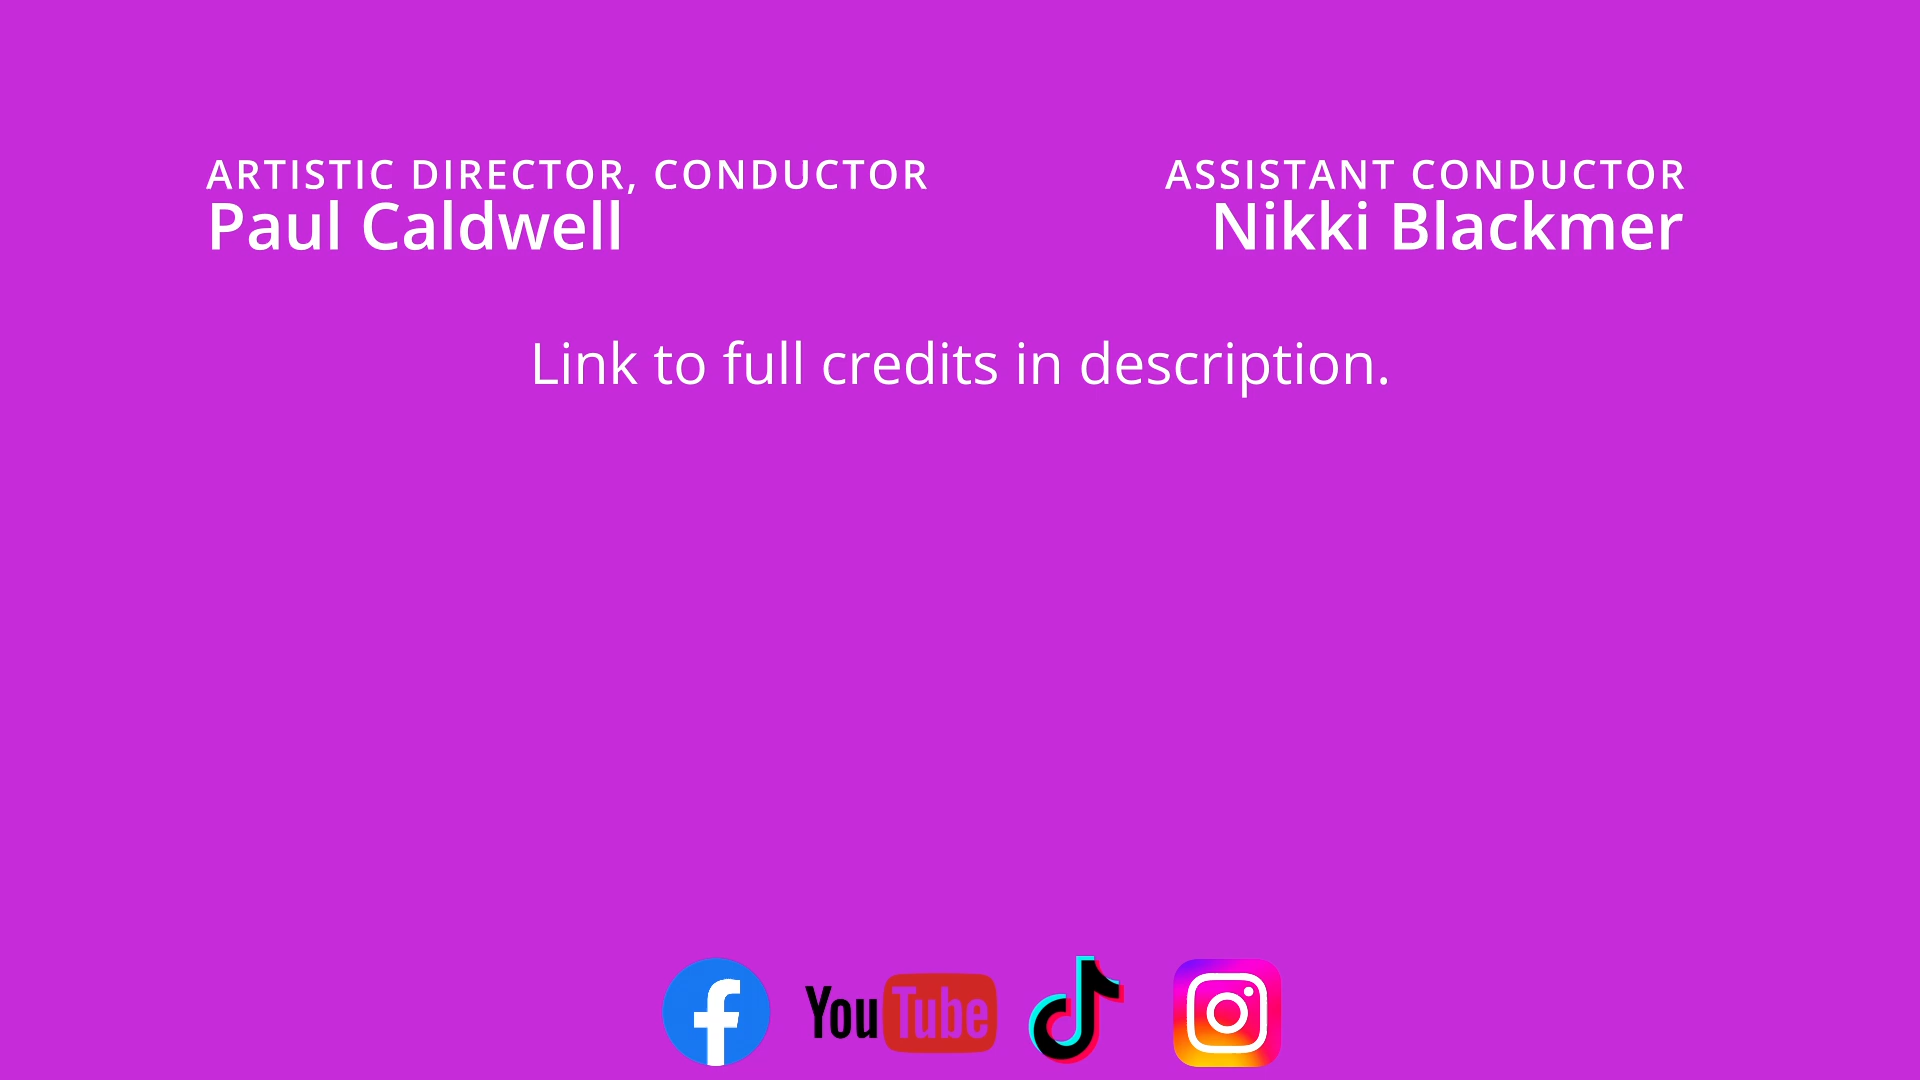 ARTISTIC DIRECTOR, CONDUCTOR
Paul Caldwell
ASSISTANT CONDUCTOR
Nikki Blackmer
Link to full credits in description.
YouTube